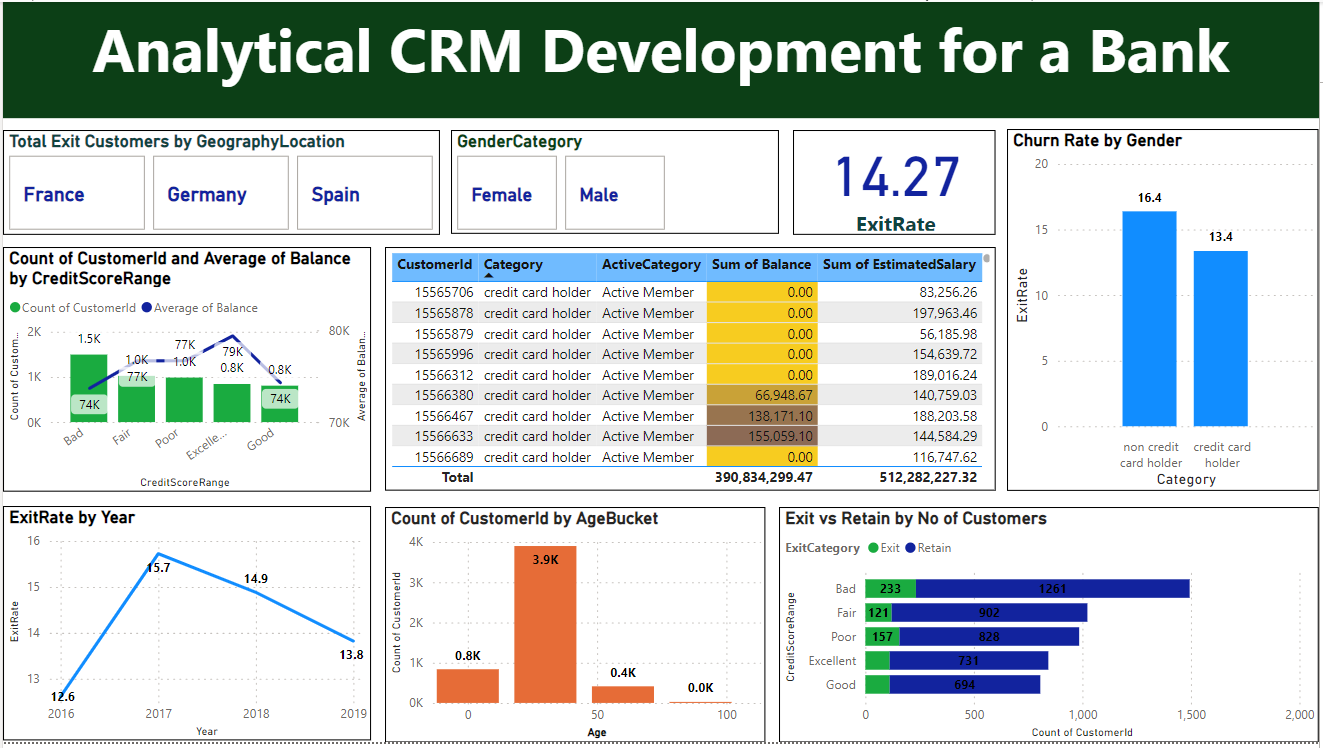 Analytical CRM Development for a Bank
Total Exit Customers by GeographyLocation
France
Germany
Spain
GenderCategory
Female
Male
14.27
ExitRate
Churn Rate by Gender
20
15
10
5
0
ExitRate
16.4
13.4
non credit card holder
credit card holder
Category
Count of CustomerId and Average of Balance
by CreditScoreRange
Count of CustomerId Average of Balance
Count of Custom...
2K
1K
0K
1.5K
1.0K
1.0K
0.8K
0.8K
74K
77K
77K
79K
74K
80K
70K
Average of Balan...
Bad
Fair
Poor
Excelle...
Good
CreditScoreRange
CustomerId Category ActiveCategory Sum of Balance Sum of EstimatedSalary
15565706 credit card holder Active Member 0.00 83,256.26
15565878 credit card holder Active Member 0.00 197,963.46
15565879 credit card holder Active Member 0.00 56,185.98
15565996 credit card holder Active Member 0.00 154,639.72
15566312 credit card holder Active Member 0.00 189,016.24
15566380 credit card holder Active Member 66,948.67 140,759.03
15566467 credit card holder Active Member 138,171.10 188,203.58
15566633 credit card holder Active Member 155,059.10 144,584.29
15566689 credit card holder Active Member 0.00 116,747.62
Total 390,834,299.47 512,282,227.32
ExitRate by Year
ExitRate
16
15
14
13
12.6
15.7
14.9
13.8
2016 2017 2018 2019
Year
Count of CustomerId by AgeBucket
Count of CustomerId
4K
3K
2K
1K
0K
0.8K
3.9K
0.4K
0.0K
0 50 100
Age
Exit vs Retain by No of Customers
ExitCategory Exit Retain
CreditScoreRange
Bad 233 1261
Fair 121 902
Poor 157 828
Excellent 731
Good 694
0 500 1,000 1,500 2,000
Count of CustomerId